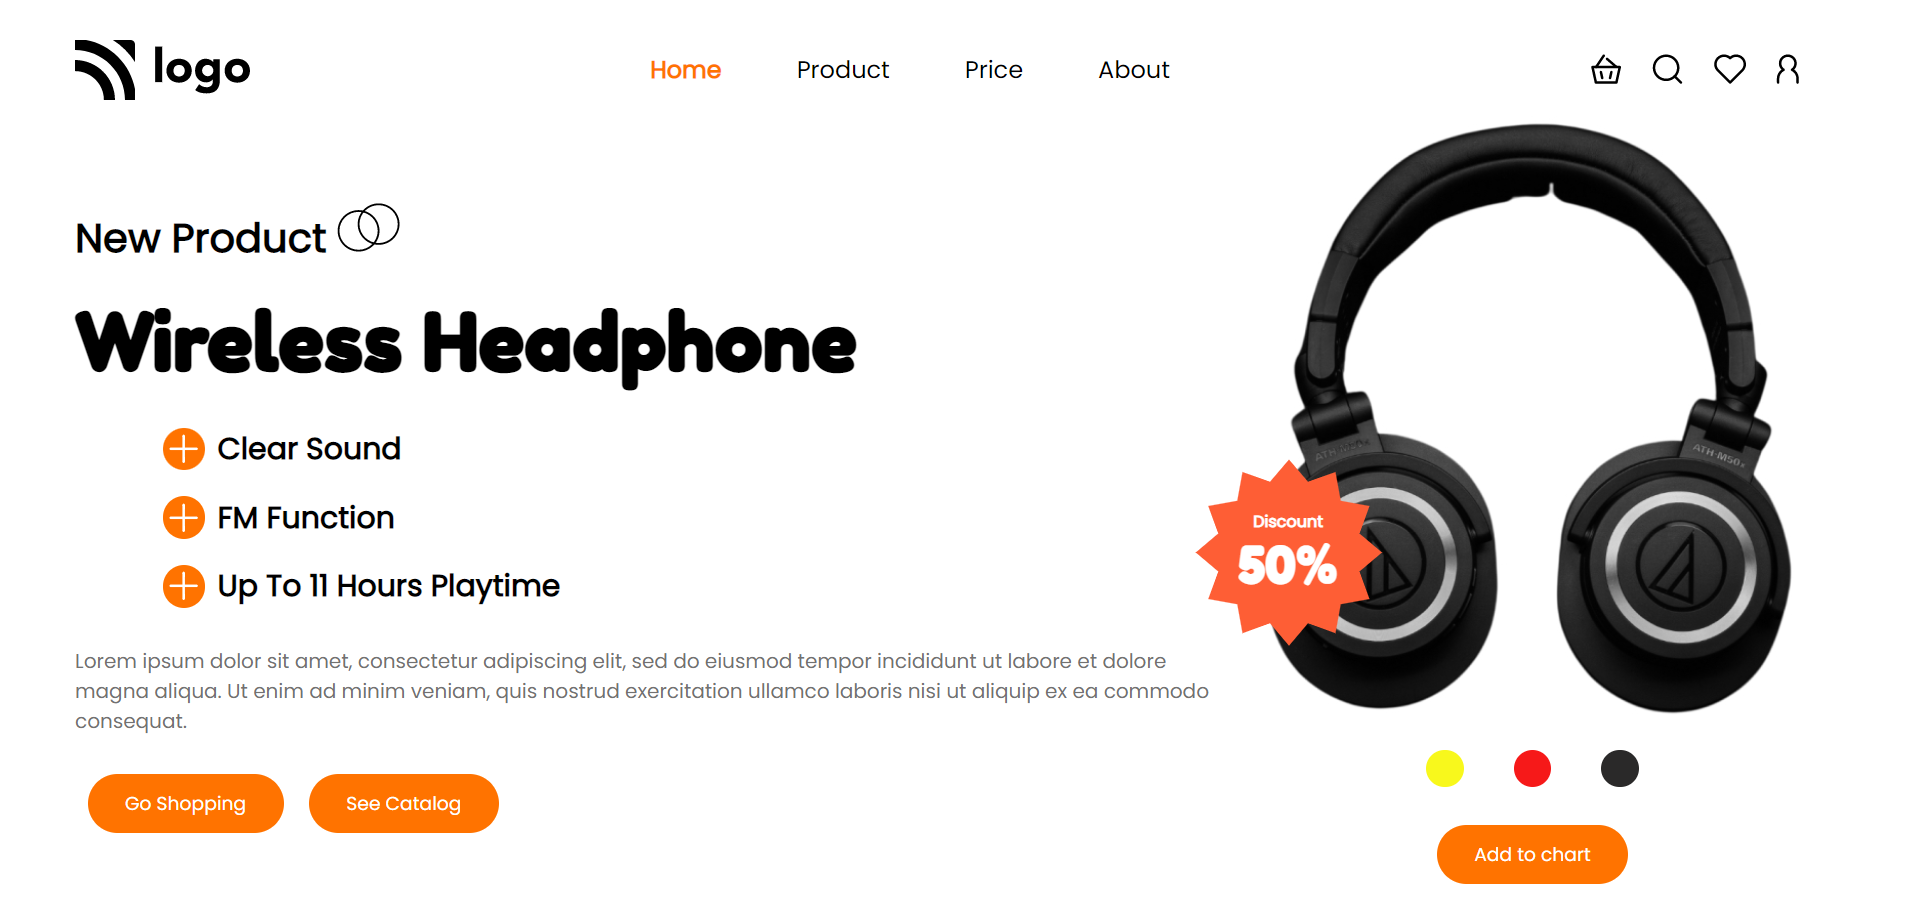 logo
Home Product Price About
New Product
Wireless Headphone
Clear Sound
FM Function
Up To 11 Hours Playtime
Lorem ipsum dolor sit amet, consectetur adipiscing elit, sed do eiusmod tempor incididunt ut labore et dolore
magna aliqua. Ut enim ad minim veniam, quis nostrud exercitation ullamco laboris nisi ut aliquip ex ea commodo
consequat.
Go Shopping
See Catalog
ATH-M50x
ATH-M50x
Discount
50%
Add to chart